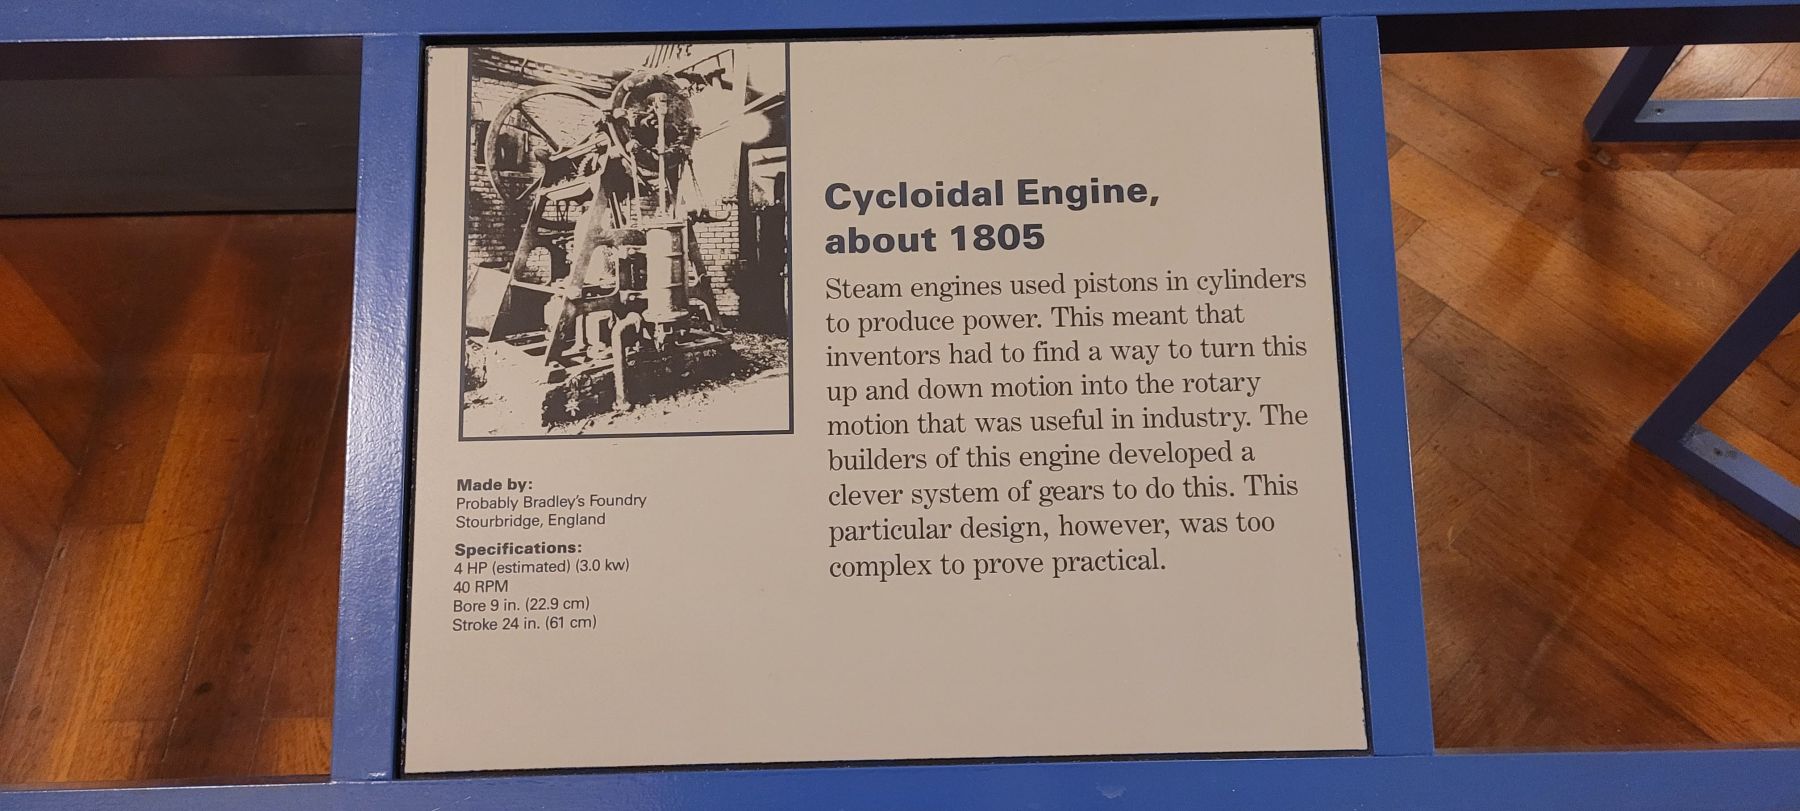 Cycloidal Engine,
about 1805
Steam engines used pistons in cylinders
to produce power. This meant that
inventors had to find a way to turn this
up and down motion into the rotary
motion that was useful in industry. The
builders of this engine developed a
clever system of gears to do this. This
particular design, however, was too
complex to prove practical.
Made by:
Probably Bradley's Foundry
Stourbridge, England
Specifications:
4 HP (estimated) (3.0 kw)
40 RPM
Bore 9 in. (22.9 cm)
Stroke 24 in. (61 cm)